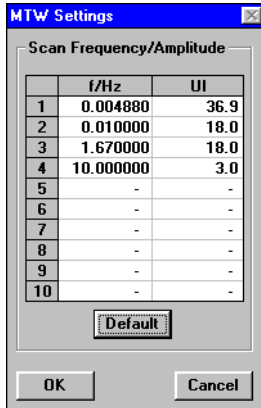 MTW Settings
Scan Frequency/Amplitude
f/Hz UI
1 0.004880 36.9
2 0.010000 18.0
3 1.670000 18.0
4 10.000000 3.0
5 - -
6 - -
7 - -
8 - -
9 - -
10 - -
Default
OK Cancel